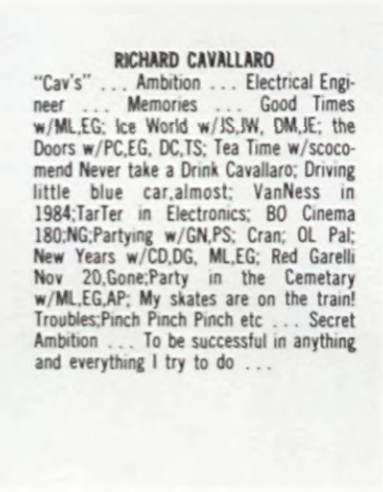 RICHARD CAVALLARO
"Cav's" ... Ambition ... Electrical Engi-
neer ... Memories ... Good Times
w/ML,EG; Ice World w/JS,JW, DM,JE; the
Doors w/PC,EG, DC,TS; Tea Time w/scoco-
mend Never take a Drink Cavallaro; Driving
little blue car,almost; VanNess in
1984;TarTer in Electronics; BO Cinema
180:NG;Partying w/GN,PS; Cran; OL Pal;
New Years w/CD,DG, ML,EG; Red Garelli
Nov 20,Gone;Party in the Cemetary
w/ML,EG,AP; My skates are on the train!
Troubles;Pinch Pinch Pinch etc ... Secret
Ambition ... To be successful in anything
and everything I try to do ...